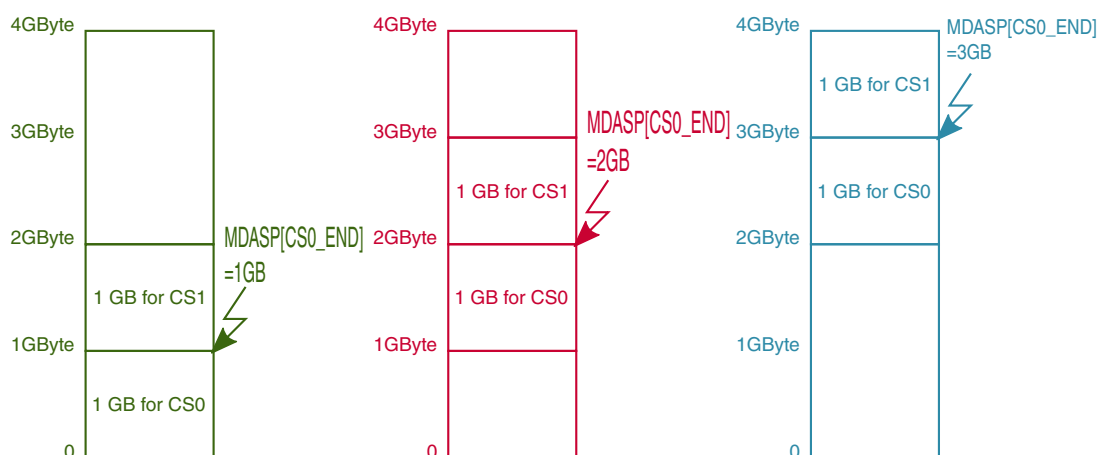 4GByte
3GByte
2GByte
MDASP[CS0_END]
=1GB
1 GB for CS1
1GByte
1 GB for CS0
0
4GByte
3GByte
MDASP[CS0_END]
=2GB
1 GB for CS1
2GByte
1 GB for CS0
1GByte
0
4GByte
MDASP[CS0_END]
=3GB
1 GB for CS1
3GByte
1 GB for CS0
2GByte
1GByte
0